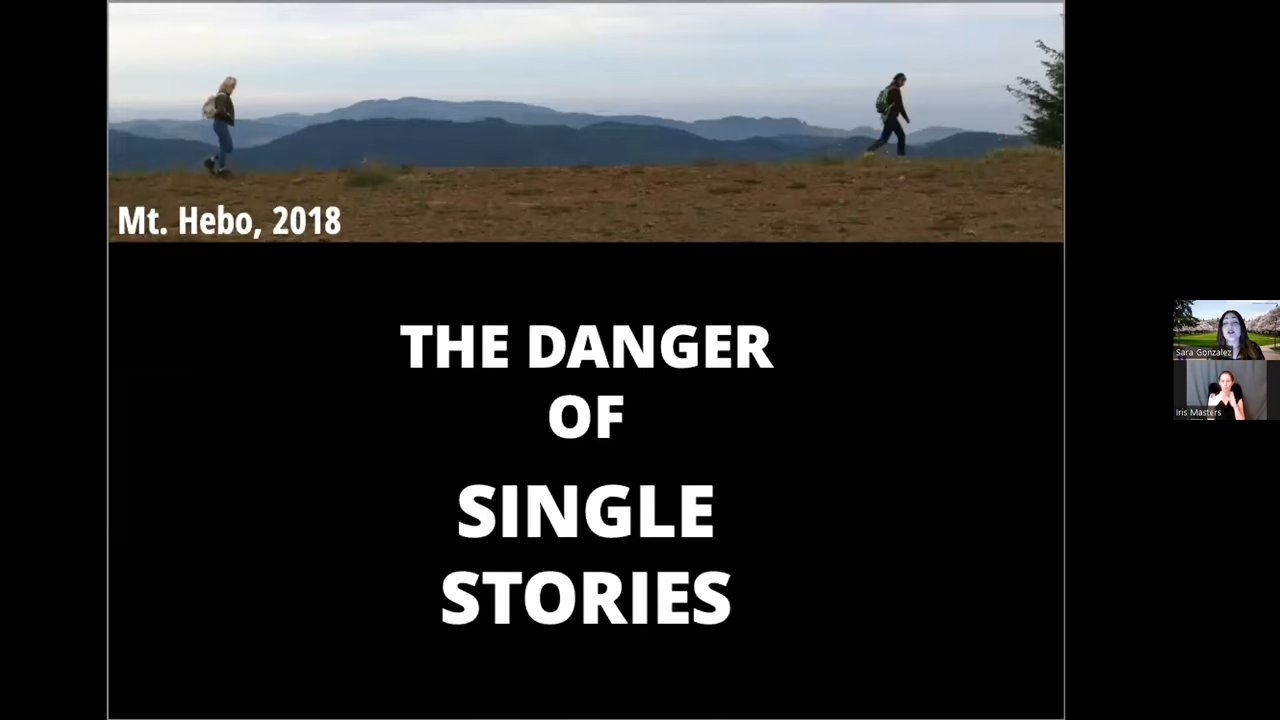 Mt. Hebo, 2018
THE DANGER
OF
SINGLE
STORIES
Sara Gonzalez
Iris Masters